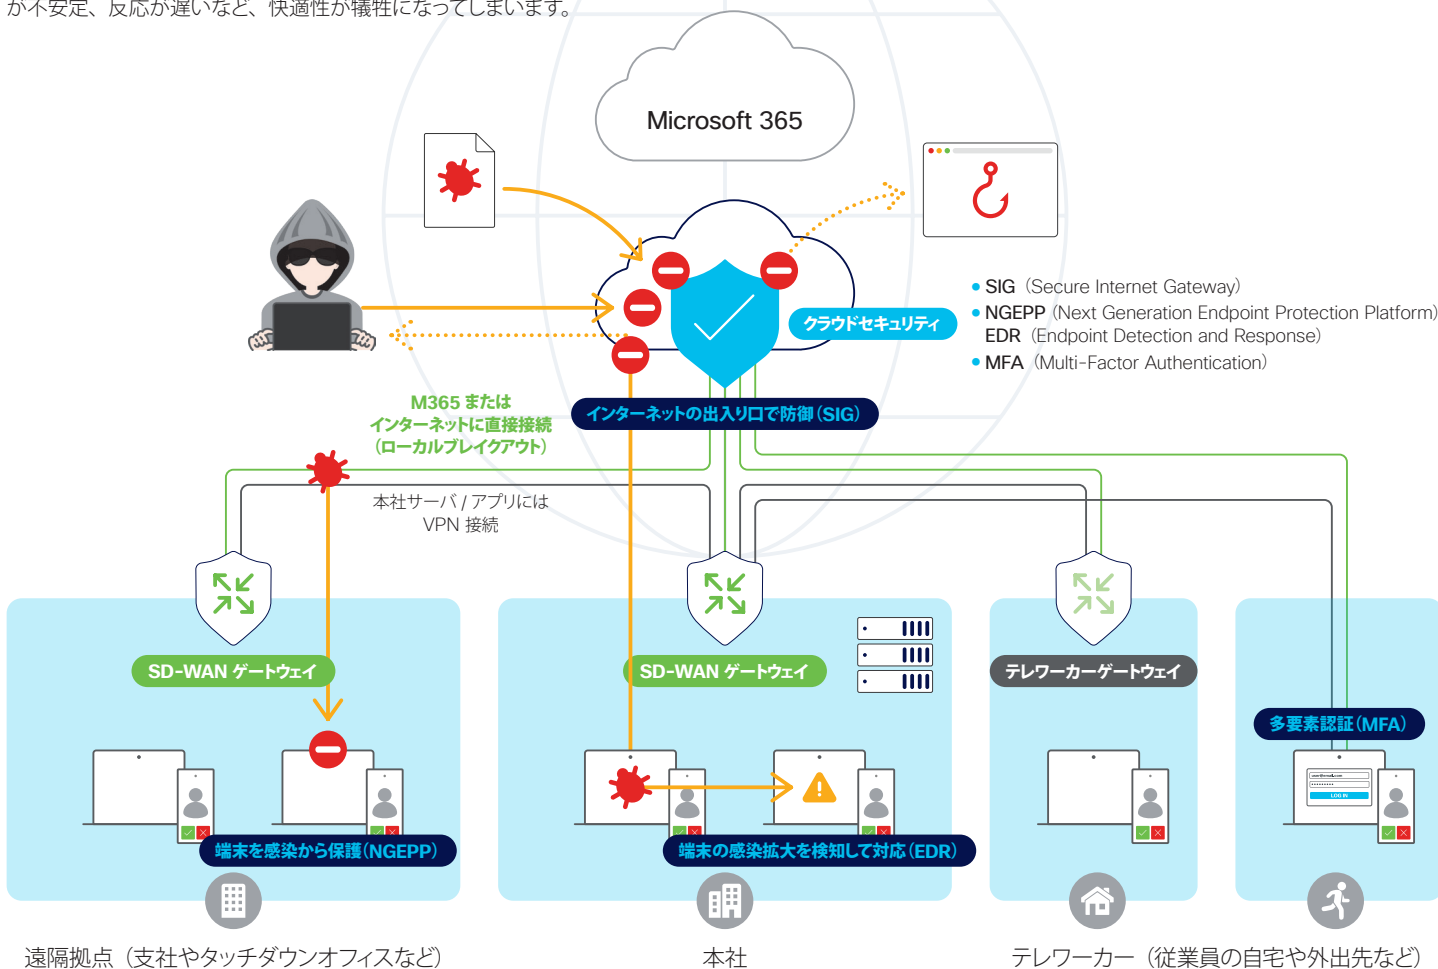 が不安定、反応が遅いなど、快適性が犠牲になってしまいます。
Microsoft 365
クラウドセキュリティ
• SIG（Secure Internet Gateway）
• NGEPP（Next Generation Endpoint Protection Platform）
EDR（Endpoint Detection and Response）
• MFA（Multi-Factor Authentication）
M365 または
インターネットに直接接続
（ローカルブレイクアウト）
インターネットの出入り口で防御（SIG）
本社サーバ / アプリには
VPN 接続
SD-WAN ゲートウェイ
SD-WAN ゲートウェイ
テレワーカーゲートウェイ
多要素認証（MFA）
LOG IN
端末を感染から保護（NGEPP）
端末の感染拡大を検知して対応（EDR）
遠隔拠点（支社やタッチダウンオフィスなど）
本社
テレワーカー（従業員の自宅や外出先など）